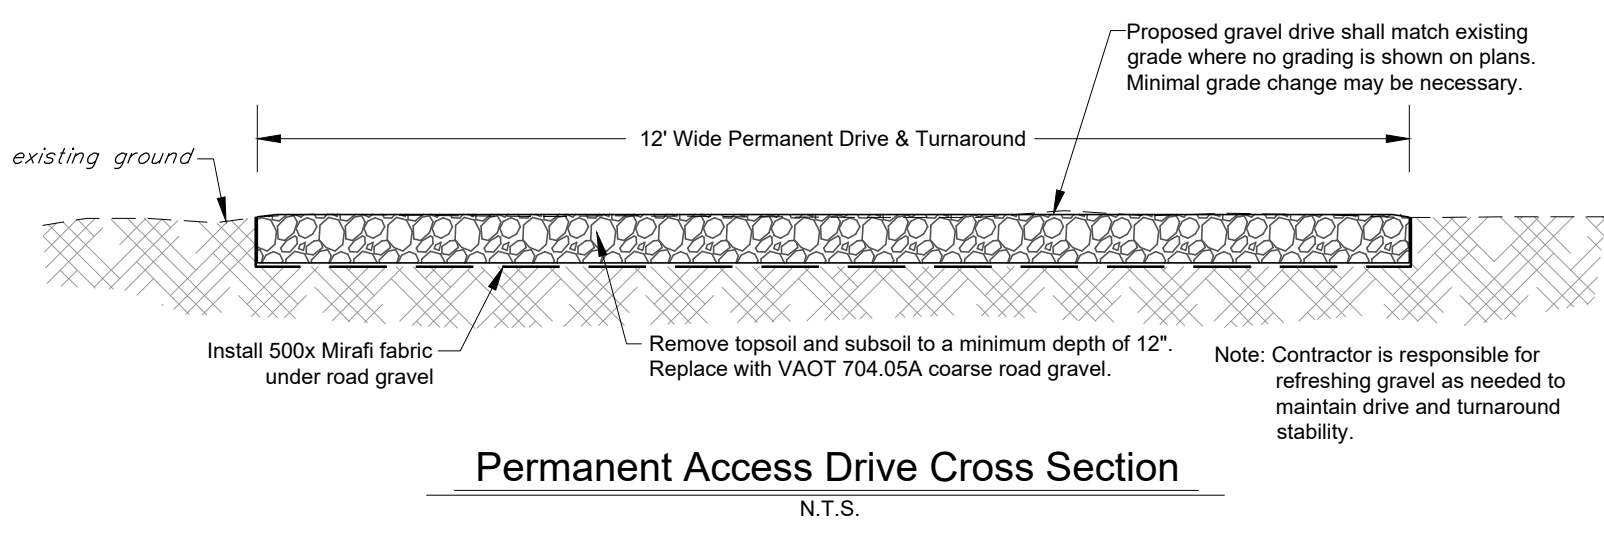 Proposed gravel drive shall match existing
grade where no grading is shown on plans.
Minimal grade change may be necessary.
12' Wide Permanent Drive & Turnaround
existing ground
Install 500x Mirafi fabric
under road gravel
Remove topsoil and subsoil to a minimum depth of 12".
Replace with VAOT 704.05A coarse road gravel.
Note: Contractor is responsible for
refreshing gravel as needed to
maintain drive and turnaround
stability.
Permanent Access Drive Cross Section
N.T.S.